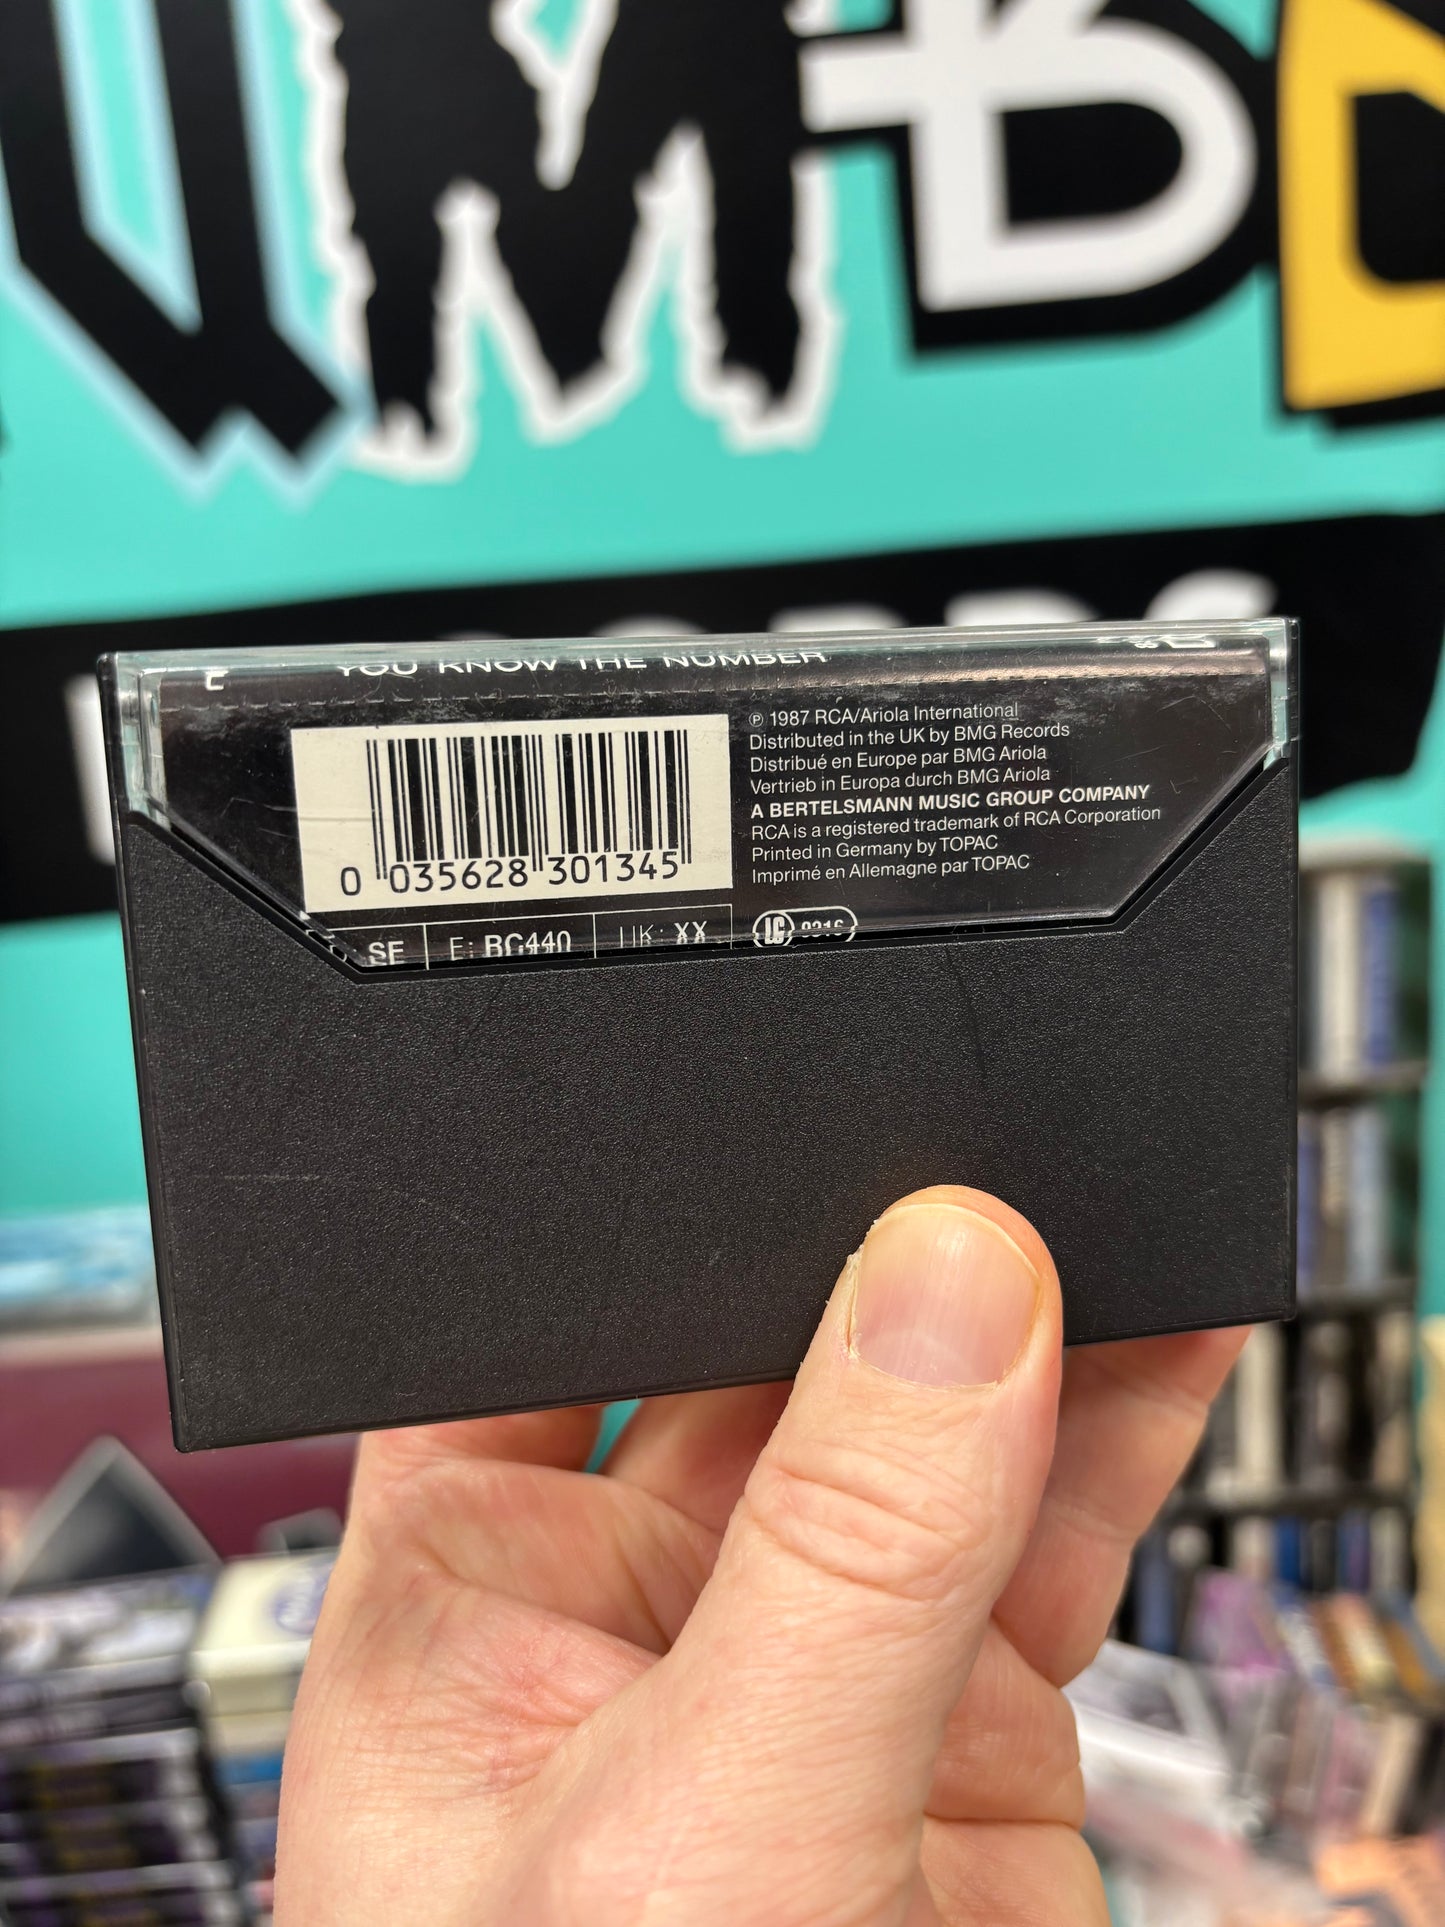 YOU KNOW THE NUMBER
℗ 1987 RCA/Ariola International
Distributed in the UK by BMG Records
Distribué en Europe par BMG Ariola
Vertrieb in Europa durch BMG Ariola
A BERTELSMANN MUSIC GROUP COMPANY
RCA is a registered trademark of RCA Corporation
Printed in Germany by TOPAC
Imprimé en Allemagne par TOPAC
0 035628 301345
SE F: BC440 UK: XX LC